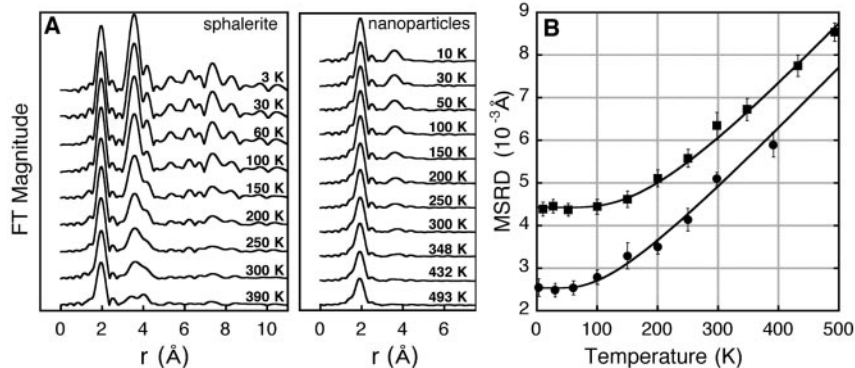 A sphalerite
3 K
30 K
60 K
100 K
150 K
200 K
250 K
300 K
390 K
FT Magnitude
0 2 4 6 8 10
r (Å)
nanoparticles
10 K
30 K
50 K
100 K
150 K
200 K
250 K
300 K
348 K
432 K
493 K
0 2 4 6
r (Å)
B
9
8
7
6
5
4
3
2
MSRD (10⁻³Å)
0 100 200 300 400 500
Temperature (K)